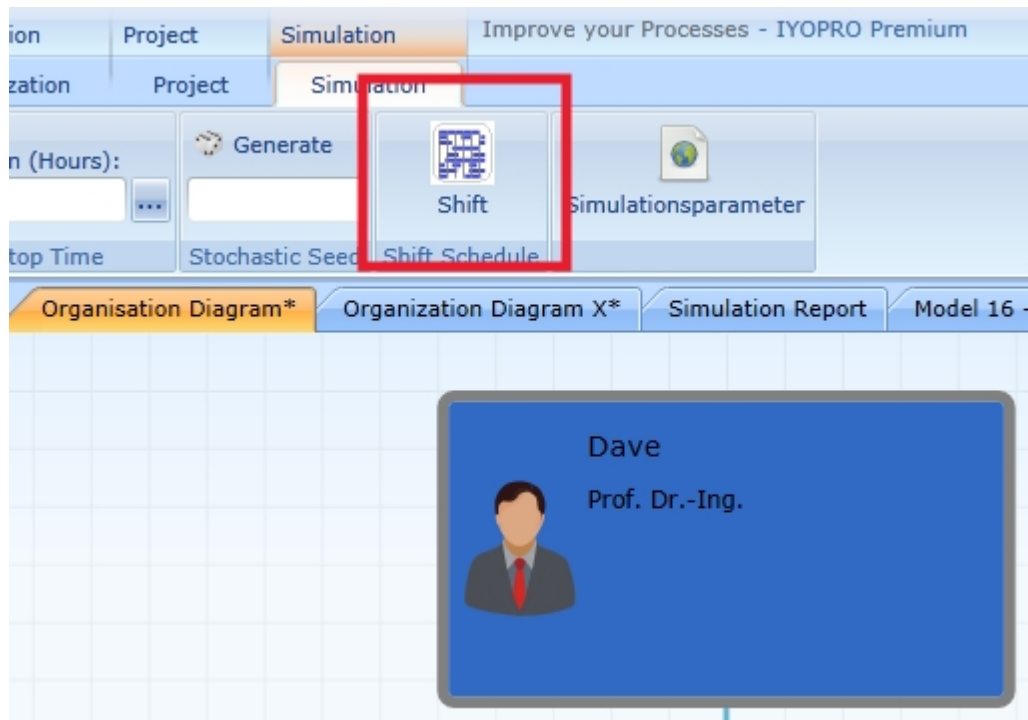 ion Project Simulation Improve your Processes - IYOPRO Premium
zation Project Simulation
n (Hours): Generate
... Shift Simulationsparameter
top Time Stochastic Seed Shift Schedule
Organisation Diagram* Organization Diagram X* Simulation Report Model 16 -
Dave
Prof. Dr.-Ing.